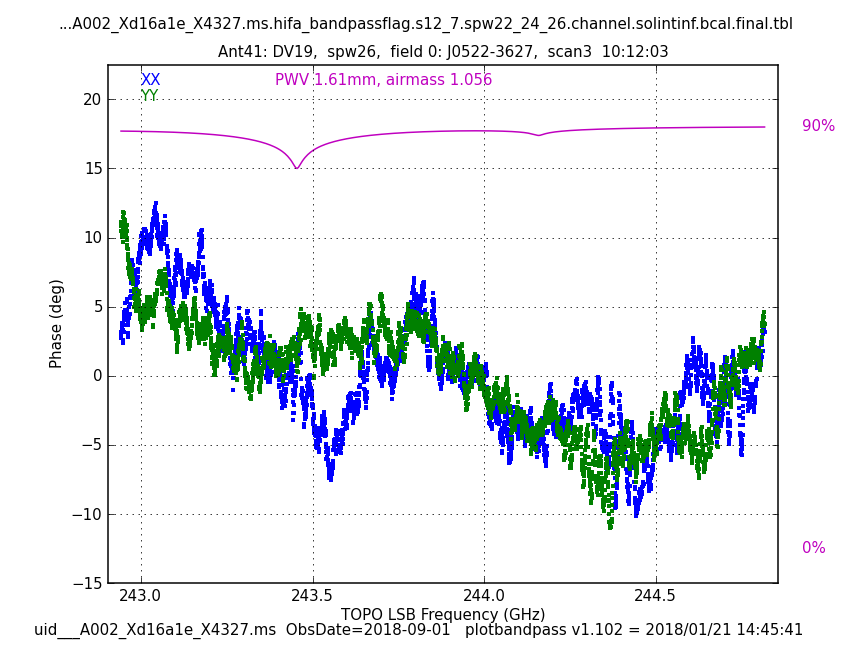 ...A002_Xd16a1e_X4327.ms.hifa_bandpassflag.s12_7.spw22_24_26.channel.solintinf.bcal.final.tbl
Ant41: DV19,  spw26,  field 0: J0522-3627,  scan3  10:12:03
XX
PWV 1.61mm, airmass 1.056
YY
20
90%
15
10
5
0
−5
−10
0%
−15
Phase (deg)
243.0
243.5
244.0
244.5
TOPO LSB Frequency (GHz)
uid___A002_Xd16a1e_X4327.ms  ObsDate=2018-09-01   plotbandpass v1.102 = 2018/01/21 14:45:41